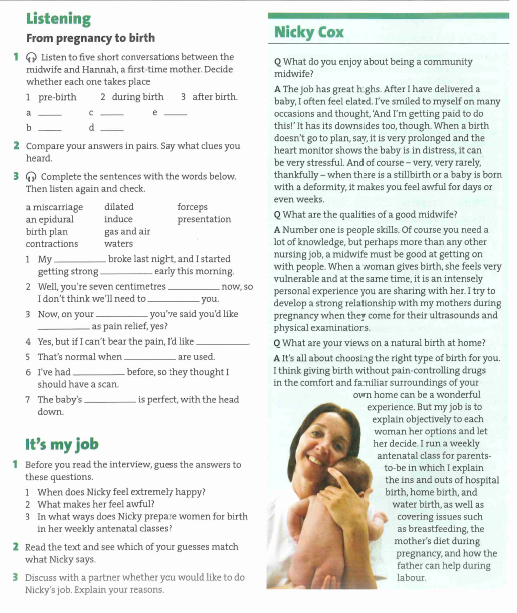 Listening
From pregnancy to birth
1 Listen to five short conversations between the
midwife and Hannah, a first-time mother. Decide
whether each one takes place
1 pre-birth 2 during birth 3 after birth.
a ____ c ____ e ____
b ____ d ____
2 Compare your answers in pairs. Say what clues you
heard.
3 Complete the sentences with the words below.
Then listen again and check.
a miscarriage dilated forceps
an epidural induce presentation
birth plan gas and air
contractions waters
1 My __________ broke last night, and I started
getting strong __________ early this morning.
2 Well, you're seven centimetres __________ now, so
I don't think we'll need to __________ you.
3 Now, on your __________ you've said you'd like
__________ as pain relief, yes?
4 Yes, but if I can't bear the pain, I'd like __________.
5 That's normal when __________ are used.
6 I've had __________ before, so they thought I
should have a scan.
7 The baby's __________ is perfect, with the head
down.
It's my job
1 Before you read the interview, guess the answers to
these questions.
1 When does Nicky feel extremely happy?
2 What makes her feel awful?
3 In what ways does Nicky prepare women for birth
in her weekly antenatal classes?
2 Read the text and see which of your guesses match
what Nicky says.
3 Discuss with a partner whether you would like to do
Nicky's job. Explain your reasons.
Nicky Cox
Q What do you enjoy about being a community
midwife?
A The job has great highs. After I have delivered a
baby, I often feel elated. I've smiled to myself on many
occasions and thought, 'And I'm getting paid to do
this!' It has its downsides too, though. When a birth
doesn't go to plan, say, it is very prolonged and the
heart monitor shows the baby is in distress, it can
be very stressful. And of course – very, very rarely,
thankfully – when there is a stillbirth or a baby is born
with a deformity, it makes you feel awful for days or
even weeks.
Q What are the qualities of a good midwife?
A Number one is people skills. Of course you need a
lot of knowledge, but perhaps more than any other
nursing job, a midwife must be good at getting on
with people. When a woman gives birth, she feels very
vulnerable and at the same time, it is an intensely
personal experience you are sharing with her. I try to
develop a strong relationship with my mothers during
pregnancy when they come for their ultrasounds and
physical examinations.
Q What are your views on a natural birth at home?
A It's all about choosing the right type of birth for you.
I think giving birth without pain-controlling drugs
in the comfort and familiar surroundings of your
own home can be a wonderful
experience. But my job is to
explain objectively to each
woman her options and let
her decide. I run a weekly
antenatal class for parents-
to-be in which I explain
the ins and outs of hospital
birth, home birth, and
water birth, as well as
covering issues such
as breastfeeding, the
mother's diet during
pregnancy, and how the
father can help during
labour.